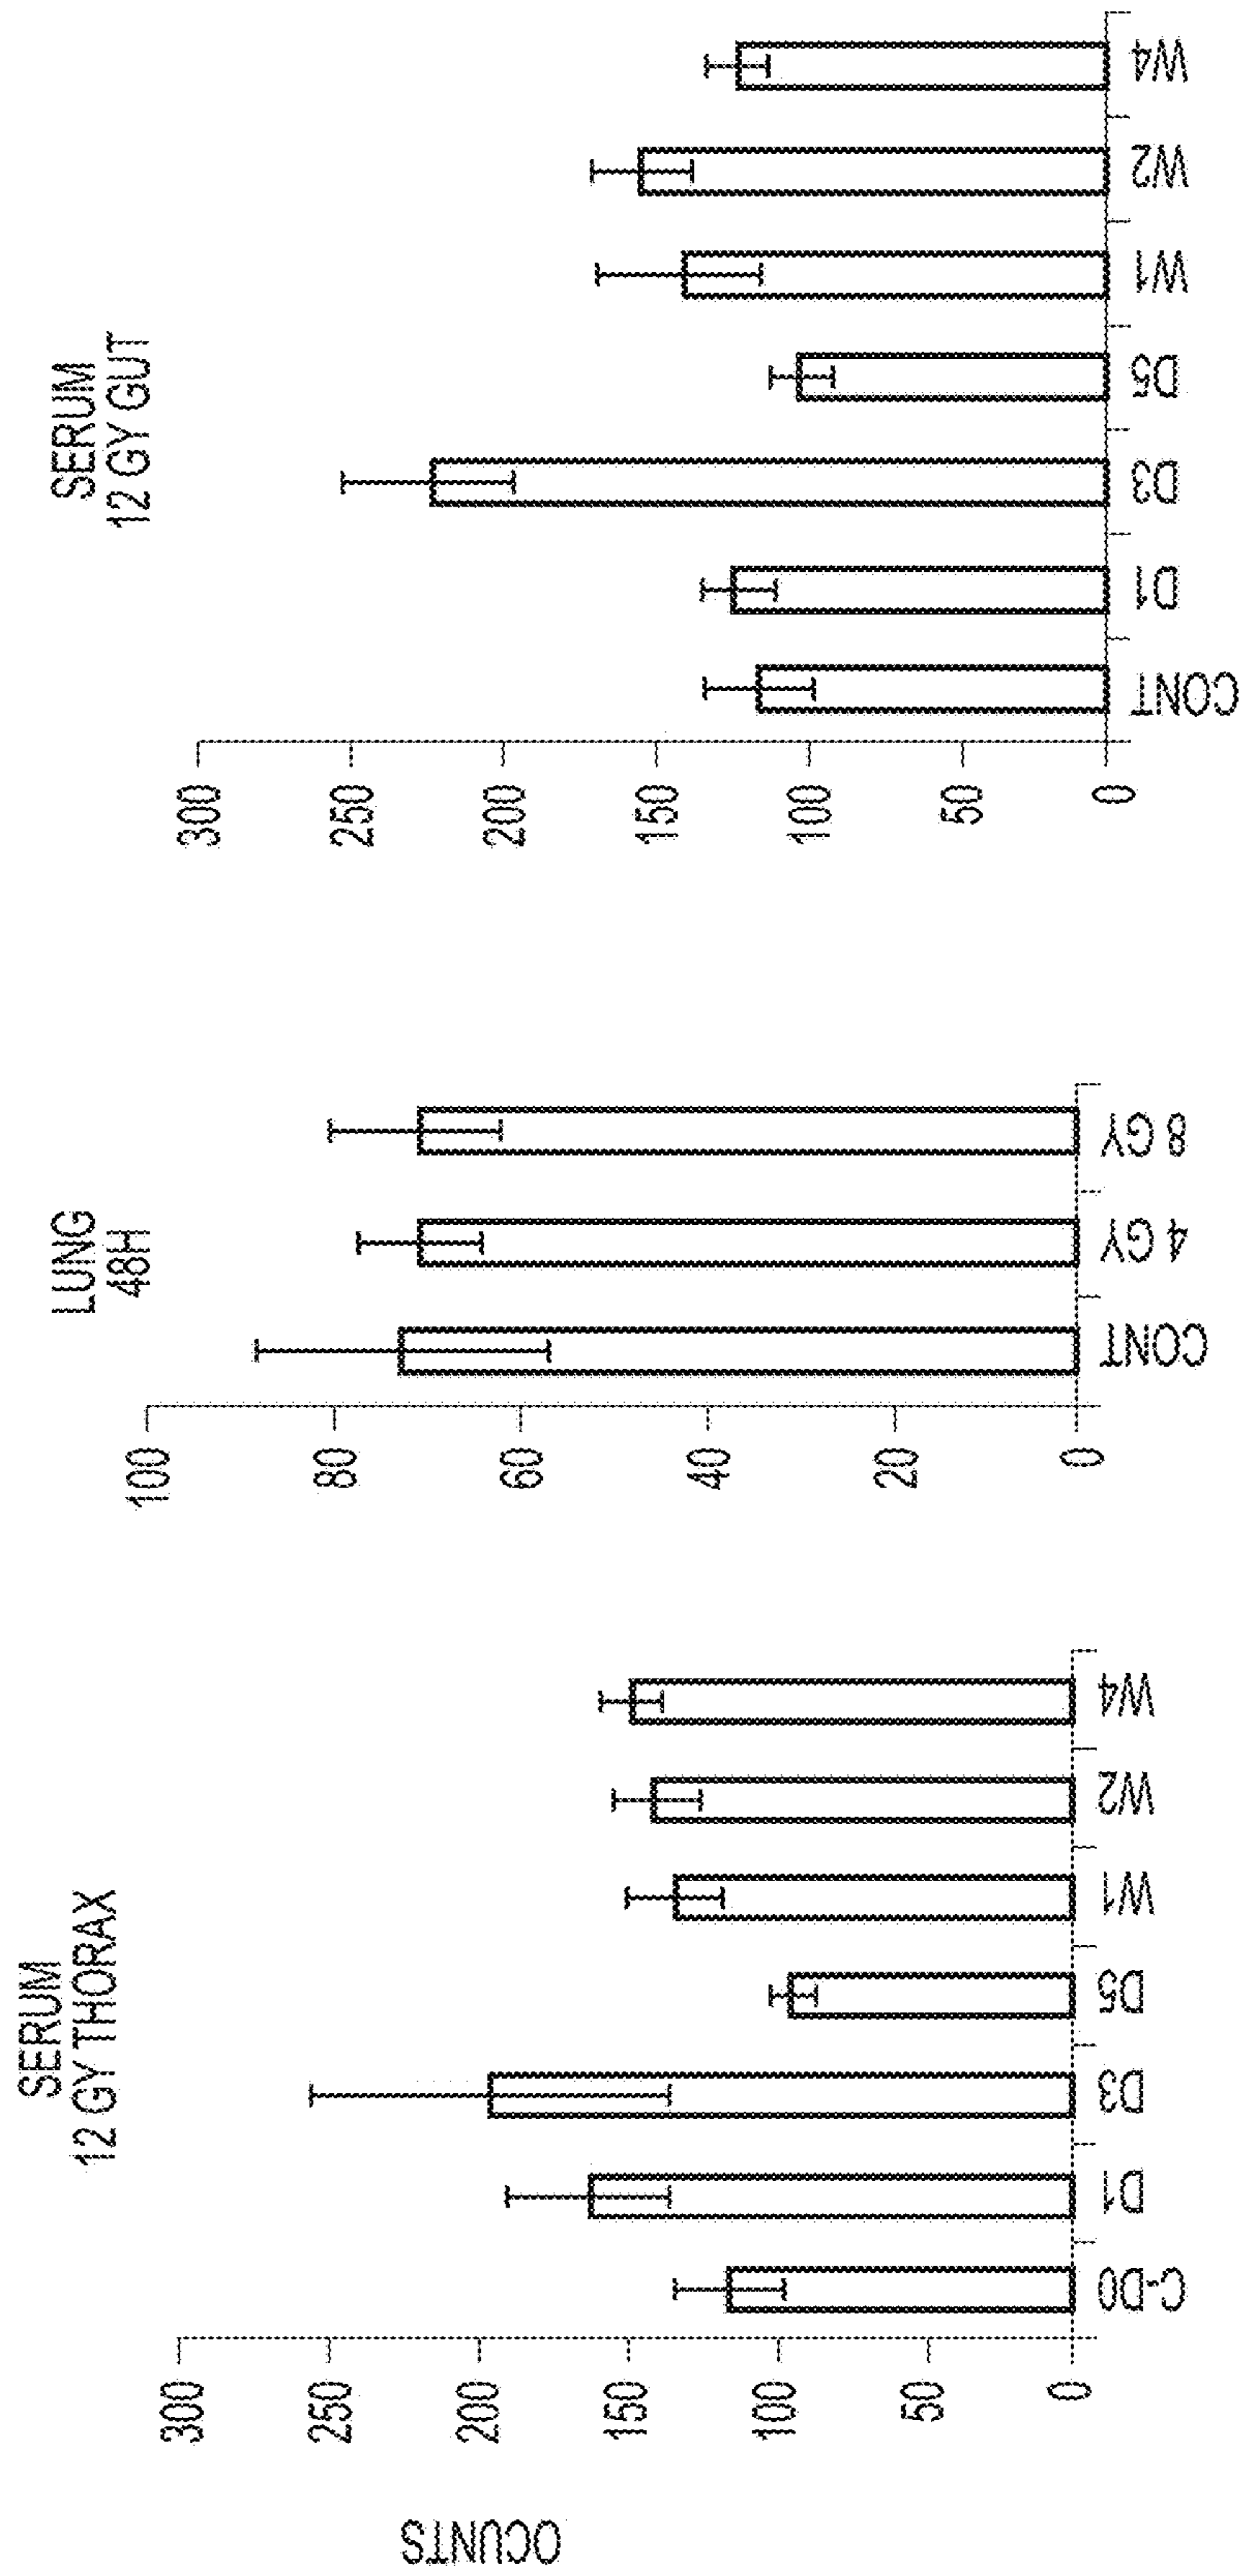 OCUNTS
SERUM
12 GY THORAX
300
250
200
150
100
50
0
C-D0
D1
D3
D5
W1
W2
W4
LUNG
48H
100
80
60
40
20
0
CONT
4 GY
8 GY
SERUM
12 GY GUT
300
250
200
150
100
50
0
CONT
D1
D3
D5
W1
W2
W4